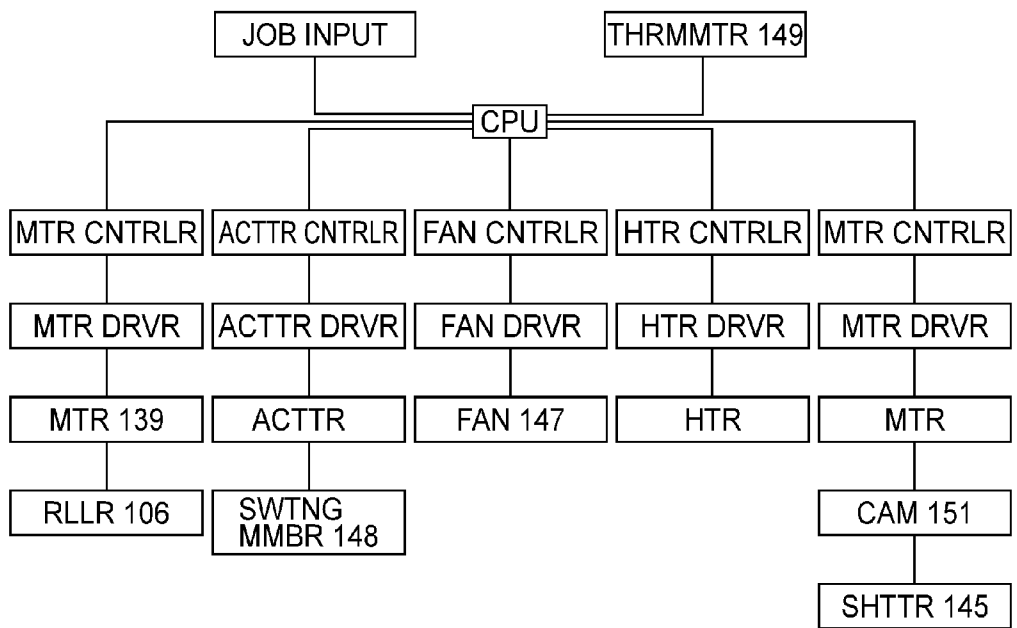 JOB INPUT
THRMMTR 149
CPU
MTR CNTRLR
ACTTR CNTRLR
FAN CNTRLR
HTR CNTRLR
MTR CNTRLR
MTR DRVR
ACTTR DRVR
FAN DRVR
HTR DRVR
MTR DRVR
MTR 139
ACTTR
FAN 147
HTR
MTR
RLLR 106
SWTNG
MMBR 148
CAM 151
SHTTR 145